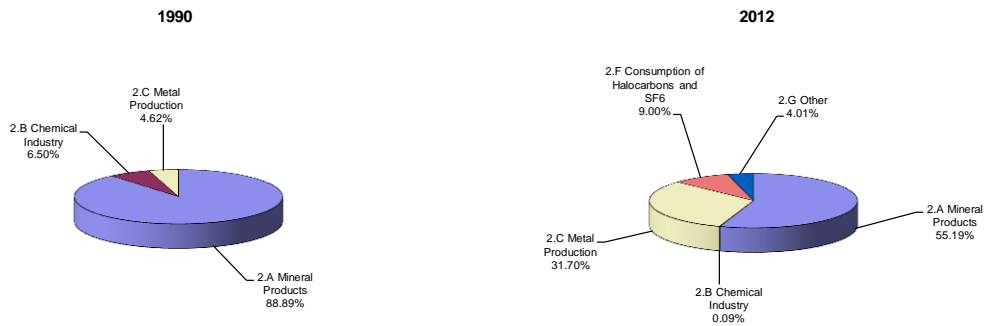 1990
2.C Metal
Production
4.62%
2.B Chemical
Industry
6.50%
2.A Mineral
Products
88.89%
2012
2.F Consumption of
Halocarbons and
SF6
9.00%
2.G Other
4.01%
2.A Mineral
Products
55.19%
2.C Metal
Production
31.70%
2.B Chemical
Industry
0.09%